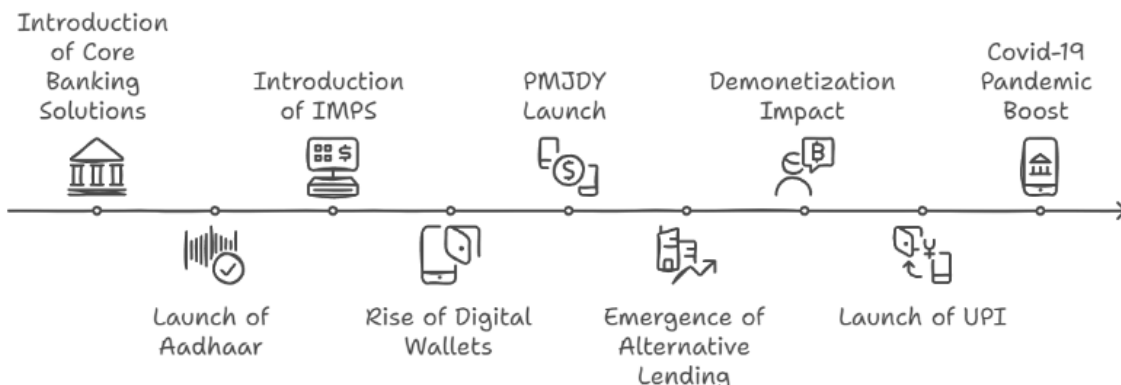 Introduction
of Core
Banking
Solutions
Launch of
Aadhaar
Introduction
of IMPS
Rise of Digital
Wallets
PMJDY
Launch
Emergence of
Alternative
Lending
Demonetization
Impact
Launch of UPI
Covid-19
Pandemic
Boost